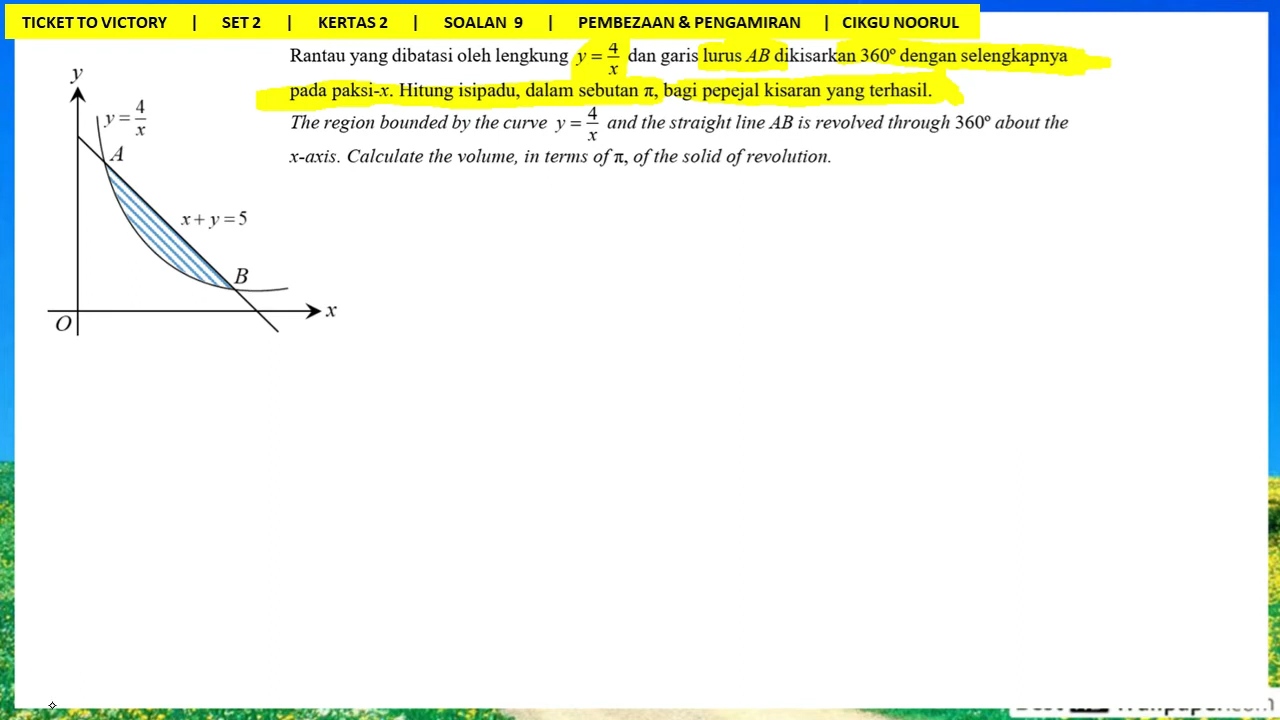 TICKET TO VICTORY | SET 2 | KERTAS 2 | SOALAN 9 | PEMBEZAAN & PENGAMIRAN | CIKGU NOORUL
Rantau yang dibatasi oleh lengkung y = 4/x dan garis lurus AB dikisarkan 360º dengan selengkapnya
pada paksi-x. Hitung isipadu, dalam sebutan π, bagi pepejal kisaran yang terhasil.
The region bounded by the curve y = 4/x and the straight line AB is revolved through 360º about the
x-axis. Calculate the volume, in terms of π, of the solid of revolution.
y
y = 4/x
A
x + y = 5
B
x
O